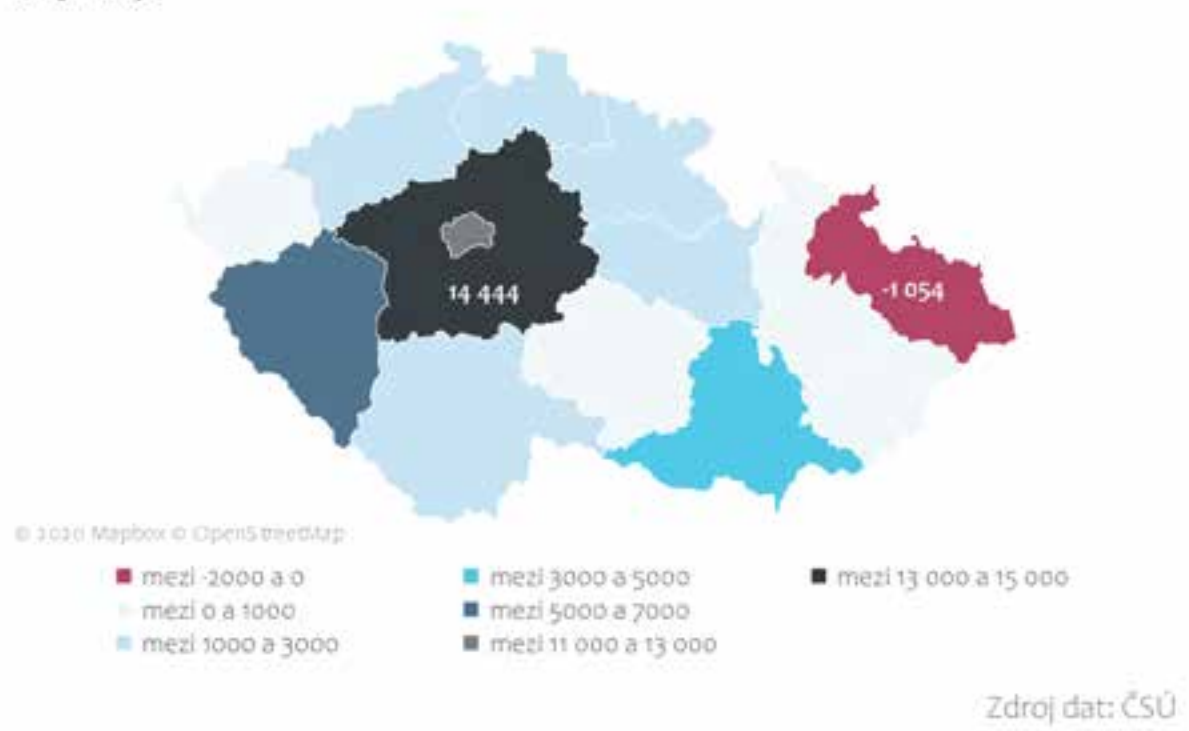 14 444
-1 054
© 2020 Mapbox © OpenStreetMap
mezi -2000 a 0
mezi 0 a 1000
mezi 1000 a 3000
mezi 3000 a 5000
mezi 5000 a 7000
mezi 11 000 a 13 000
mezi 13 000 a 15 000
Zdroj dat: ČSÚ